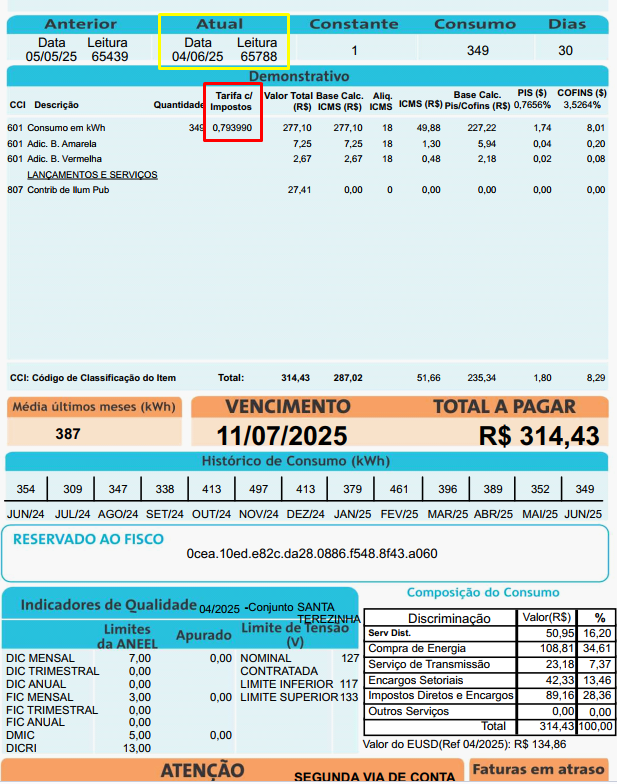 Anterior Atual Constante Consumo Dias
Data Leitura Data Leitura
05/05/25 65439 04/06/25 65788 1 349 30
Demonstrativo
CCI Descrição Quantidade Tarifa c/ Impostos Valor Total (R$) Base Calc. ICMS (R$) Aliq. ICMS ICMS (R$) Base Calc. Pis/Cofins (R$) PIS ($) 0,7656% COFINS ($) 3,5264%
601 Consumo em kWh 349 0,793990 277,10 277,10 18 49,88 227,22 1,74 8,01
601 Adic. B. Amarela 7,25 7,25 18 1,30 5,94 0,04 0,20
601 Adic. B. Vermelha 2,67 2,67 18 0,48 2,18 0,02 0,08
LANÇAMENTOS E SERVIÇOS
807 Contrib de Ilum Pub 27,41 0,00 0 0,00 0,00 0,00 0,00
CCI: Código de Classificação do Item Total: 314,43 287,02 51,66 235,34 1,80 8,29
Média últimos meses (kWh) VENCIMENTO TOTAL A PAGAR
387 11/07/2025 R$ 314,43
Histórico de Consumo (kWh)
354 309 347 338 413 497 413 379 461 396 389 352 349
JUN/24 JUL/24 AGO/24 SET/24 OUT/24 NOV/24 DEZ/24 JAN/25 FEV/25 MAR/25 ABR/25 MAI/25 JUN/25
RESERVADO AO FISCO
0cea.10ed.e82c.da28.0886.f548.8f43.a060
Indicadores de Qualidade 04/2025 -Conjunto SANTA TEREZINHA
Limites da ANEEL Apurado Limite de Tensão (V)
DIC MENSAL 7,00 0,00 NOMINAL 127
DIC TRIMESTRAL 0,00 CONTRATADA
DIC ANUAL 0,00 LIMITE INFERIOR 117
FIC MENSAL 3,00 0,00 LIMITE SUPERIOR 133
FIC TRIMESTRAL 0,00
FIC ANUAL 0,00
DMIC 5,00 0,00
DICRI 13,00
Composição do Consumo
Discriminação Valor(R$) %
Serv Dist. 50,95 16,20
Compra de Energia 108,81 34,61
Serviço de Transmissão 23,18 7,37
Encargos Setoriais 42,33 13,46
Impostos Diretos e Encargos 89,16 28,36
Outros Serviços 0,00 0,00
Total 314,43 100,00
Valor do EUSD(Ref 04/2025): R$ 134,86
ATENÇÃO SEGUNDA VIA DE CONTA Faturas em atraso